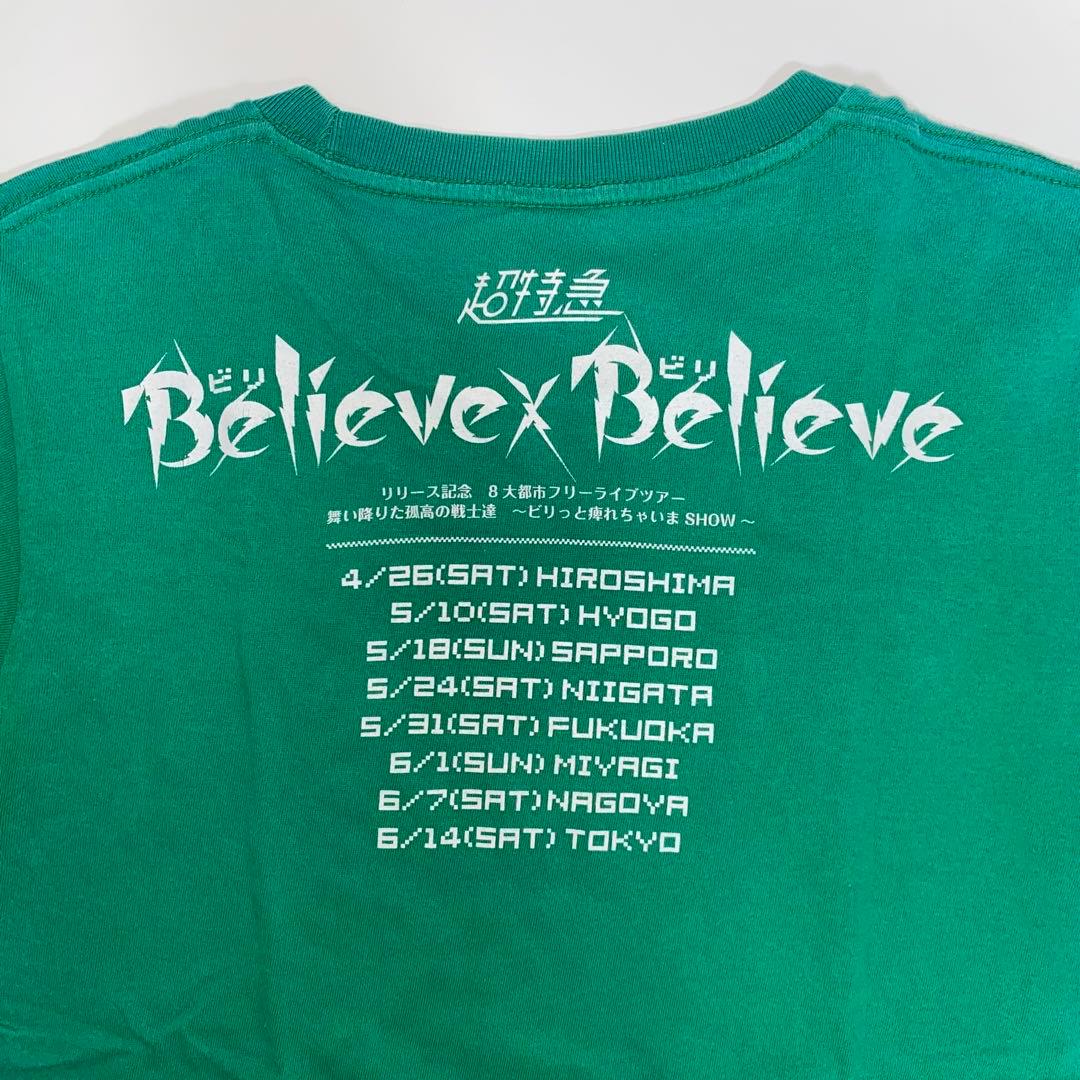 超特急
ビリ ビリ
Believe×Believe
リリース記念 8大都市フリーライブツアー
舞い降りた孤高の戦士達 ～ビリっと痺れちゃいまSHOW～
4/26(SAT) HIROSHIMA
5/10(SAT) HYOGO
5/18(SUN) SAPPORO
5/24(SAT) NIIGATA
5/31(SAT) FUKUOKA
6/1(SUN) MIYAGI
6/7(SAT) NAGOYA
6/14(SAT) TOKYO